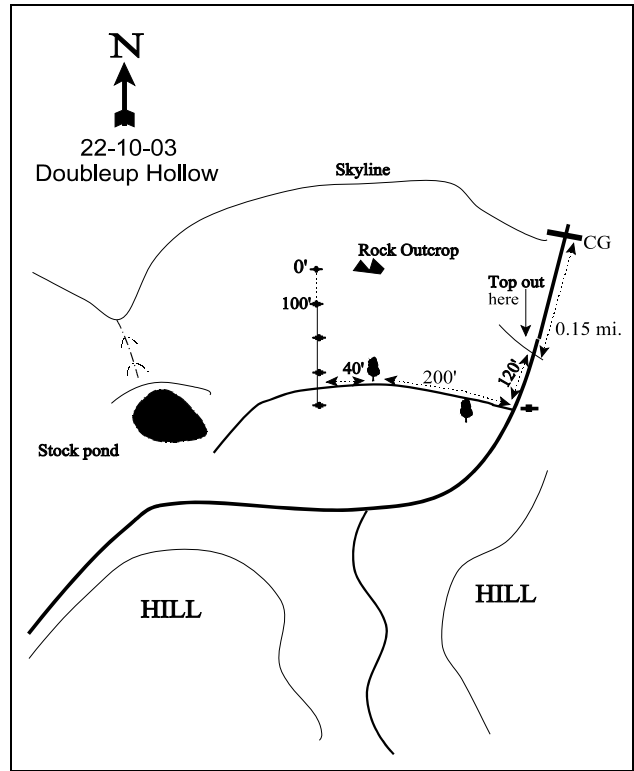 N
22-10-03
Doubleup Hollow
Skyline
CG
Rock Outcrop
0'
Top out
here
100'
0.15 mi.
40'
200'
120'
Stock pond
HILL
HILL